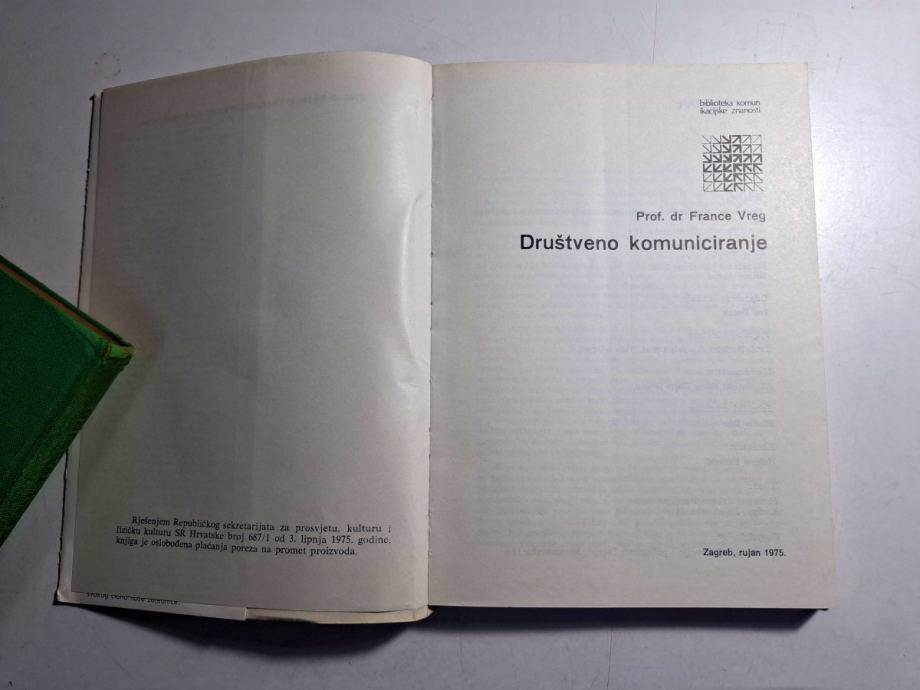 Rješenjem Republičkog sekretarijata za prosvjetu, kulturu i
fizičku kulturu SR Hrvatske broj 687/1 od 3. lipnja 1975. godine,
knjiga je oslobođena plaćanja poreza na promet proizvoda.
biblioteka komun
ikacijske znanosti
Prof. dr France Vreg
Društveno komuniciranje
Zagreb, rujan 1975.